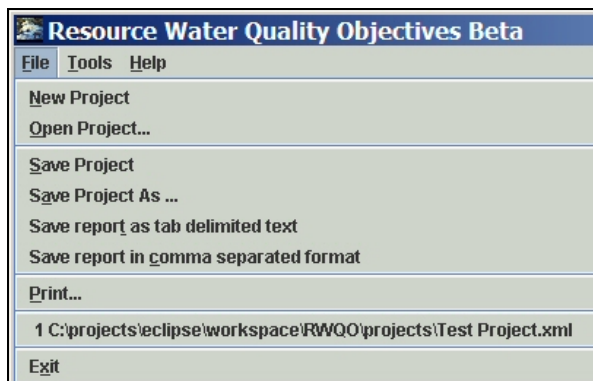 Resource Water Quality Objectives Beta
File Tools Help
New Project
Open Project...
Save Project
Save Project As ...
Save report as tab delimited text
Save report in comma separated format
Print...
1 C:\projects\eclipse\workspace\RWQO\projects\Test Project.xml
Exit